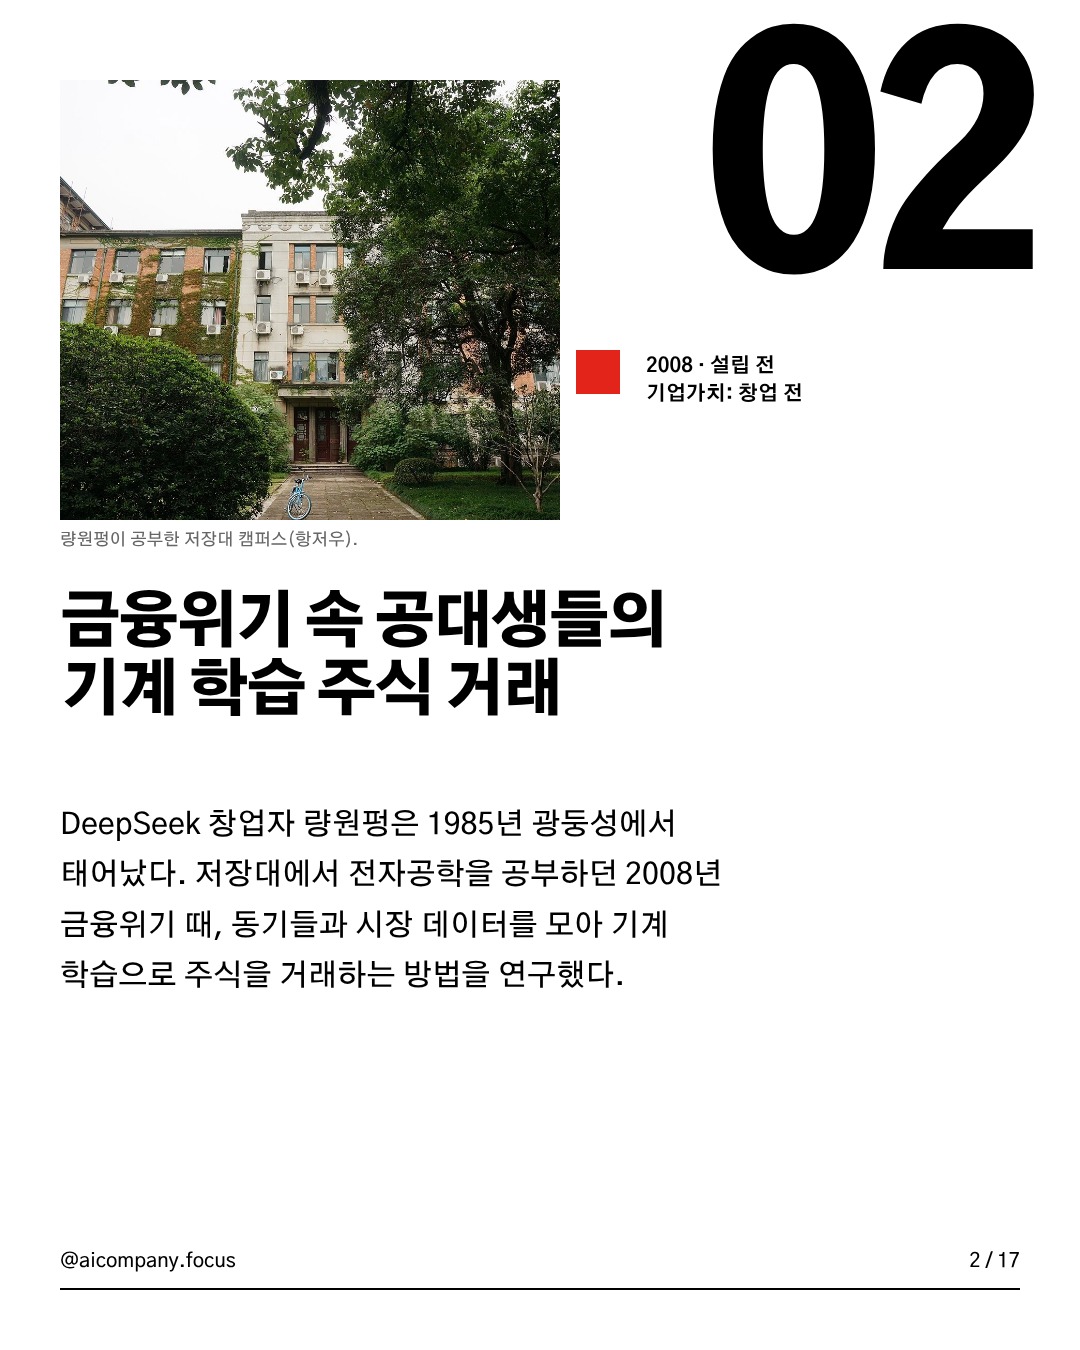 02
2008 · 설립 전
기업가치: 창업 전
량원펑이 공부한 저장대 캠퍼스(항저우).
금융위기 속 공대생들의
기계 학습 주식 거래
DeepSeek 창업자 량원펑은 1985년 광둥성에서
태어났다. 저장대에서 전자공학을 공부하던 2008년
금융위기 때, 동기들과 시장 데이터를 모아 기계
학습으로 주식을 거래하는 방법을 연구했다.
@aicompany.focus
2 / 17